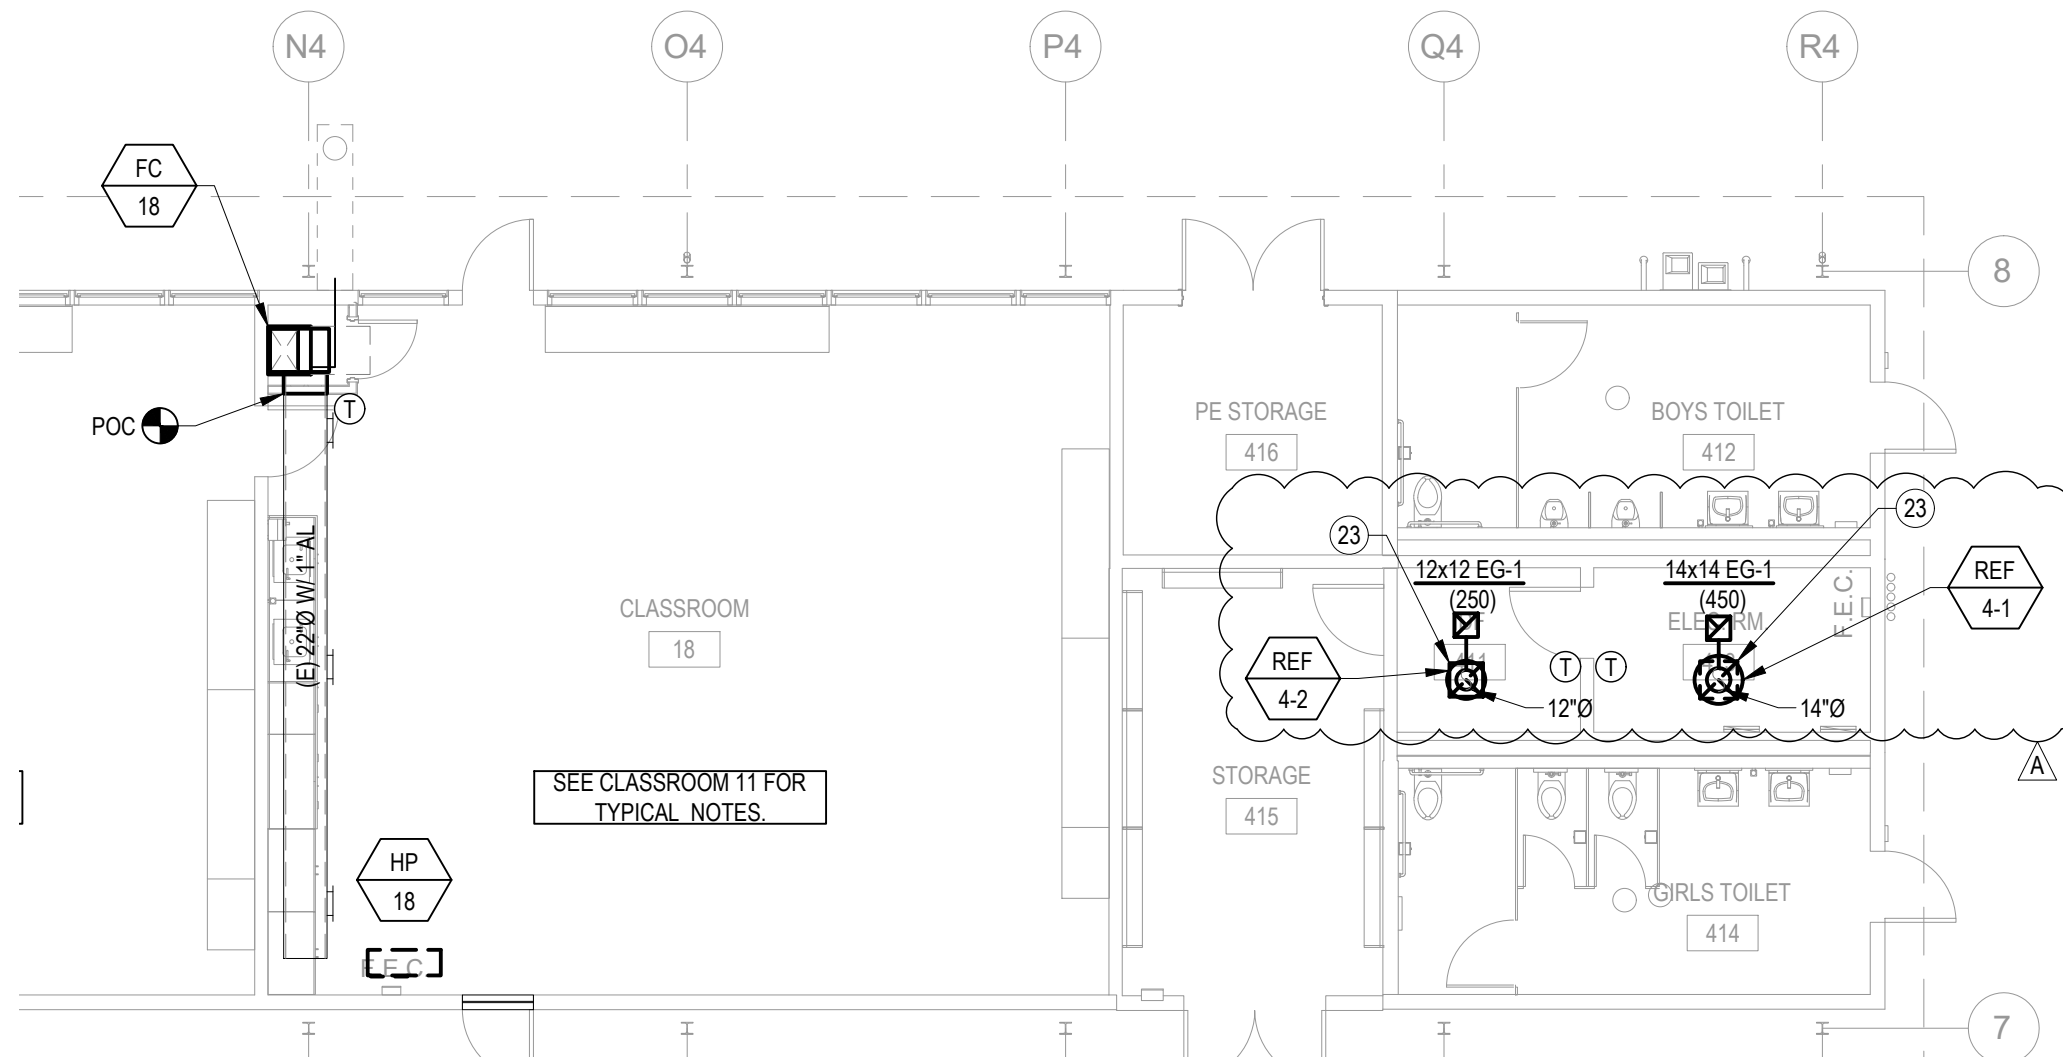 N4
O4
P4
Q4
R4
FC
18
8
POC
T
PE STORAGE
416
BOYS TOILET
412
23
23
12x12 EG-1
(250)
14x14 EG-1
(450)
ELEC. RM.
F.E.C.
REF
4-1
REF
4-2
T
T
12"Ø
14"Ø
(E) 22"Ø W/ 1" AL
CLASSROOM
18
SEE CLASSROOM 11 FOR
TYPICAL NOTES.
STORAGE
415
A
HP
18
F.E.C.
GIRLS TOILET
414
7